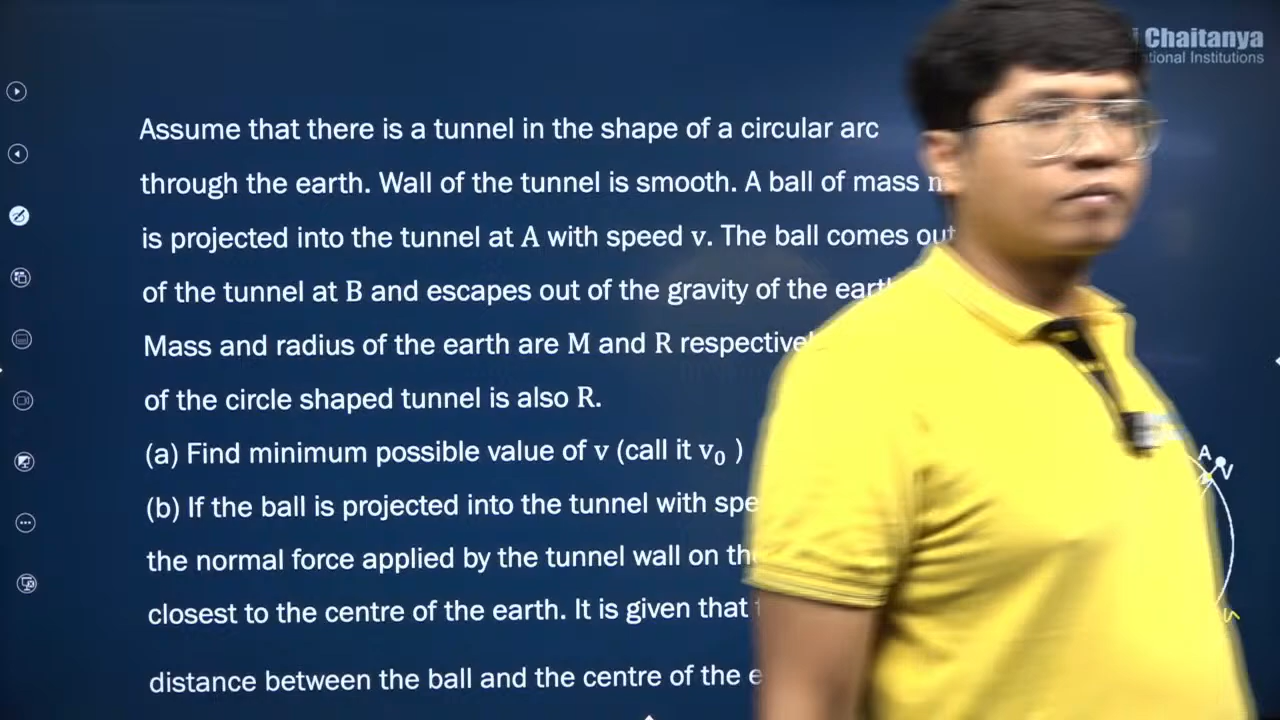 Chaitanya
Institutions
Assume that there is a tunnel in the shape of a circular arc
through the earth. Wall of the tunnel is smooth. A ball of mass
is projected into the tunnel at A with speed v. The ball comes out
of the tunnel at B and escapes out of the gravity of the earth
Mass and radius of the earth are M and R
of the circle shaped tunnel is also R.
(a) Find minimum possible value of v (call it v₀ )
(b) If the ball is projected into the tunnel with
the normal force applied by the tunnel wall on
closest to the centre of the earth. It is given that
distance between the ball and the centre of the
A